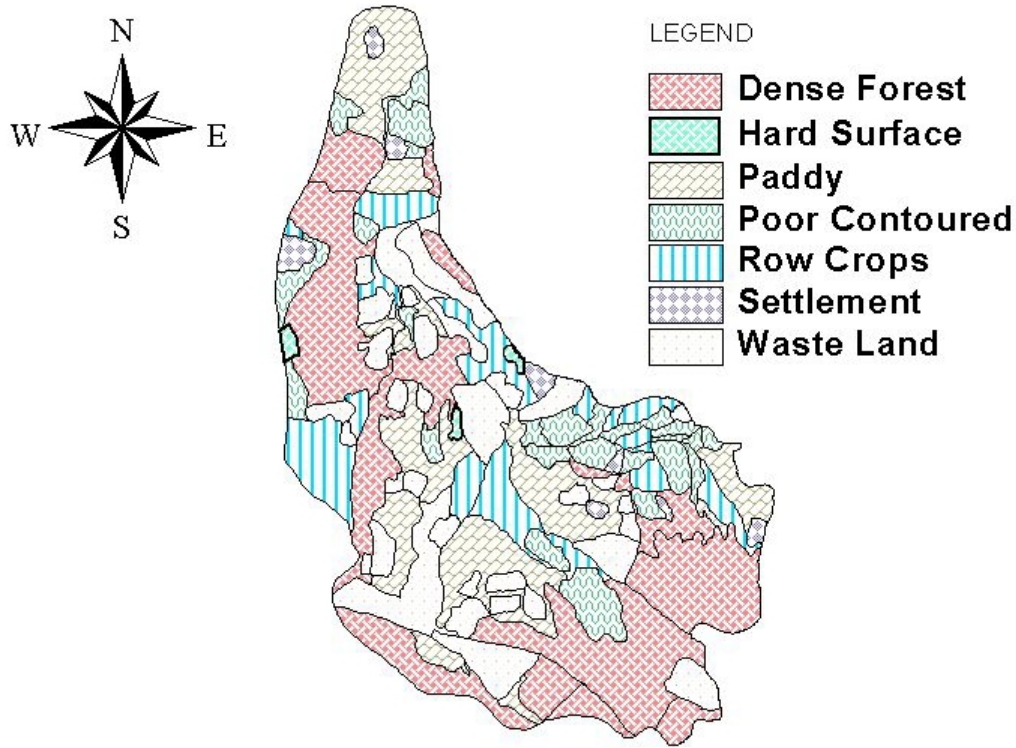 N
W
E
S
LEGEND
Dense Forest
Hard Surface
Paddy
Poor Contoured
Row Crops
Settlement
Waste Land